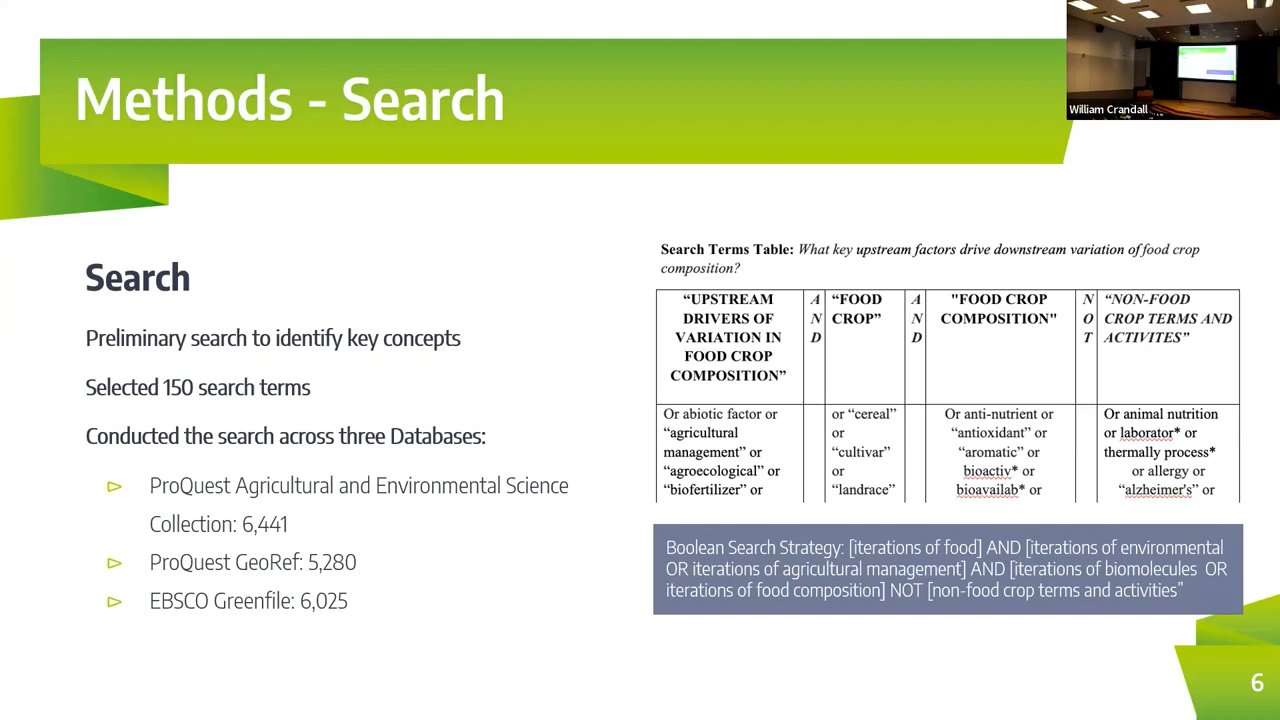 Methods - Search
William Crandall
Search
Preliminary search to identify key concepts
Selected 150 search terms
Conducted the search across three Databases:
ProQuest Agricultural and Environmental Science
Collection: 6,441
ProQuest GeoRef: 5,280
EBSCO Greenfile: 6,025
Search Terms Table: What key upstream factors drive downstream variation of food crop
composition?
“UPSTREAM
DRIVERS OF
VARIATION IN
FOOD CROP
COMPOSITION”
A
N
D
“FOOD
CROP”
A
N
D
"FOOD CROP
COMPOSITION"
N
O
T
“NON-FOOD
CROP TERMS AND
ACTIVITES”
Or abiotic factor or
“agricultural
management” or
“agroecological” or
“biofertilizer” or
or “cereal”
or
“cultivar”
or
“landrace”
Or anti-nutrient or
“antioxidant” or
“aromatic” or
bioactiv* or
bioavailab* or
Or animal nutrition
or laborator* or
thermally process*
or allergy or
“alzheimer's” or
Boolean Search Strategy: [iterations of food] AND [iterations of environmental
OR iterations of agricultural management] AND [iterations of biomolecules OR
iterations of food composition] NOT [non-food crop terms and activities”
6